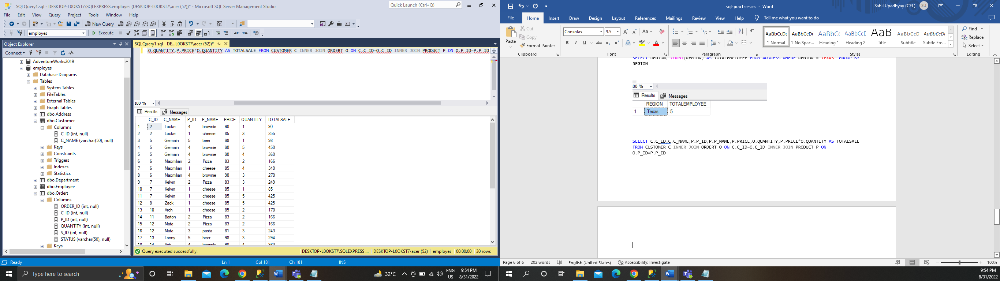 SQLQuery1.sql - DESKTOP-L0OKST7\SQLEXPRESS.employes (DESKTOP-L0OKST7\acer (52))* - Microsoft SQL Server Management Studio
Quick Launch (Ctrl+Q)
File Edit View Query Project Tools Window Help
New Query
employes
Execute
Object Explorer
Connect
AdventureWorks2019
employes
Database Diagrams
Tables
System Tables
FileTables
External Tables
Graph Tables
dbo.Address
dbo.Customer
Columns
C_ID (int, null)
C_NAME (varchar(50), null)
Keys
Constraints
Triggers
Indexes
Statistics
dbo.Department
dbo.Employee
dbo.Ordert
Columns
ORDER_ID (int, null)
C_ID (int, null)
P_ID (int, null)
QUANTITY (int, null)
S_ID (int, null)
STATUS (varchar(50), null)
Keys
SQLQuery1.sql - DE...L0OKST7\acer (52))*
,O.QUANTITY,P.PRICE*O.QUANTITY AS TOTALSALE FROM CUSTOMER C INNER JOIN ORDERT O ON C.C_ID=O.C_ID INNER JOIN PRODUCT P ON O.P_ID=P.P_ID
100 %
Results Messages
C_ID C_NAME P_ID P_NAME PRICE QUANTITY TOTALSALE
1 2 Locke 4 brownie 90 1 90
2 2 Locke 1 cheese 85 3 255
3 5 Germain 5 beer 98 1 98
4 5 Germain 4 brownie 90 5 450
5 5 Germain 4 brownie 90 4 360
6 6 Maximilian 2 Pizza 83 2 166
7 6 Maximilian 1 cheese 85 4 340
8 6 Maximilian 4 brownie 90 3 270
9 7 Kelvin 2 Pizza 83 3 249
10 7 Kelvin 1 cheese 85 1 85
11 7 Kelvin 1 cheese 85 5 425
12 8 Zack 1 cheese 85 5 425
13 10 Arch 1 cheese 85 2 170
14 11 Barton 2 Pizza 83 2 166
15 12 Mata 2 Pizza 83 2 166
16 12 Mata 3 pasta 81 3 243
17 13 Lonny 5 beer 98 3 294
18 14 Ash 4 brownie 90 4 360
Query executed successfully.
DESKTOP-L0OKST7\SQLEXPRESS ... DESKTOP-L0OKST7\acer (52) employes 00:00:00 30 rows
Ready Ln 1 Col 181 Ch 181 INS
Type here to search
32°C
ENG
US
9:54 PM
8/31/2022
sql-practise-ass - Word
Sahil Upadhyay (CEL)
SU
File Home Insert Draw Design Layout References Mailings Review View Help Tell me what you want to do
Paste
Cut
Copy
Format Painter
Clipboard
Consolas 9.5
Font
Paragraph
AaBbCcDc AaBbCcDc AaBbCc AaBbCcD AaB AaBbCcD AaBbCcDc
¶ Normal ¶ No Spac... Heading 1 Heading 2 Title Subtitle Subtle Em...
Styles
Find
Replace
Select
Editing
SELECT REGION, COUNT(REGION) AS TOTALEMPLOYEE FROM ADDRESS WHERE REGION = 'TEXAS' GROUP BY
REGION
00 %
Results Messages
REGION TOTALEMPLOYEE
1 Texas 5
SELECT C.C_ID,C.C_NAME,P.P_ID,P.P_NAME,P.PRICE,O.QUANTITY,P.PRICE*O.QUANTITY AS TOTALSALE
FROM CUSTOMER C INNER JOIN ORDERT O ON C.C_ID=O.C_ID INNER JOIN PRODUCT P ON
O.P_ID=P.P_ID
Page 6 of 6 202 words English (United States) Accessibility: Investigate 100%
9:54 PM
8/31/2022